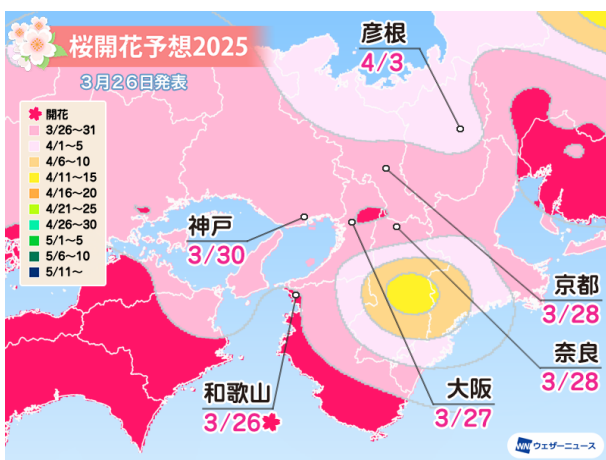 桜開花予想2025
3月26日発表
開花
3/26～31
4/1～5
4/6～10
4/11～15
4/16～20
4/21～25
4/26～30
5/1～5
5/6～10
5/11～
彦根
4/3
神戸
3/30
京都
3/28
奈良
3/28
大阪
3/27
和歌山
3/26
WNI ウェザーニュース